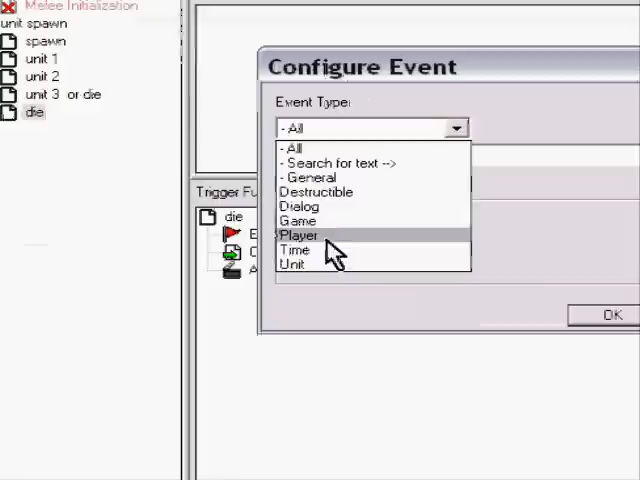 Melee Initialization
unit spawn
spawn
unit 1
unit 2
unit 3 or die
die
Configure Event
Event Type:
- All
- All
- Search for text -->
- General
Destructible
Dialog
Game
Player
Time
Unit
Trigger Fu
die
E
C
A
OK